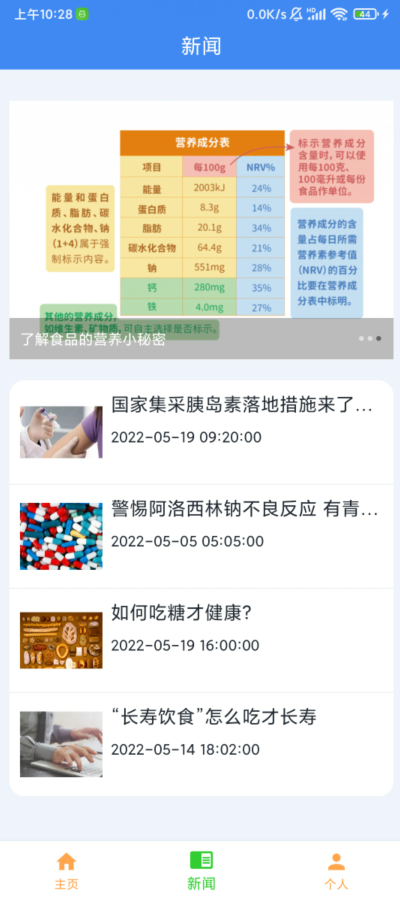 上午10:28
0.0K/s
HD
44
新闻
营养成分表
项目 每100g NRV%
能量 2003kJ 24%
蛋白质 8.3g 14%
脂肪 20.1g 34%
碳水化合物 64.4g 21%
钠 551mg 28%
钙 280mg 35%
铁 4.0mg 27%
能量和蛋白
质、脂肪、碳
水化合物、钠
(1+4)属于强
制标示内容。
标示营养成分
含量时,可以使
用每100克、
100毫升或每份
食品作单位。
营养成分的含
量占每日所需
营养素参考值
(NRV)的百分
比要在营养成
分表中标明。
其他的营养成分,
如维生素,矿物质,可自主选择是否标示。
了解食品的营养小秘密
国家集采胰岛素落地措施来了...
2022-05-19 09:20:00
警惕阿洛西林钠不良反应 有青...
2022-05-05 05:05:00
如何吃糖才健康?
2022-05-19 16:00:00
“长寿饮食”怎么吃才长寿
2022-05-14 18:02:00
主页
新闻
个人